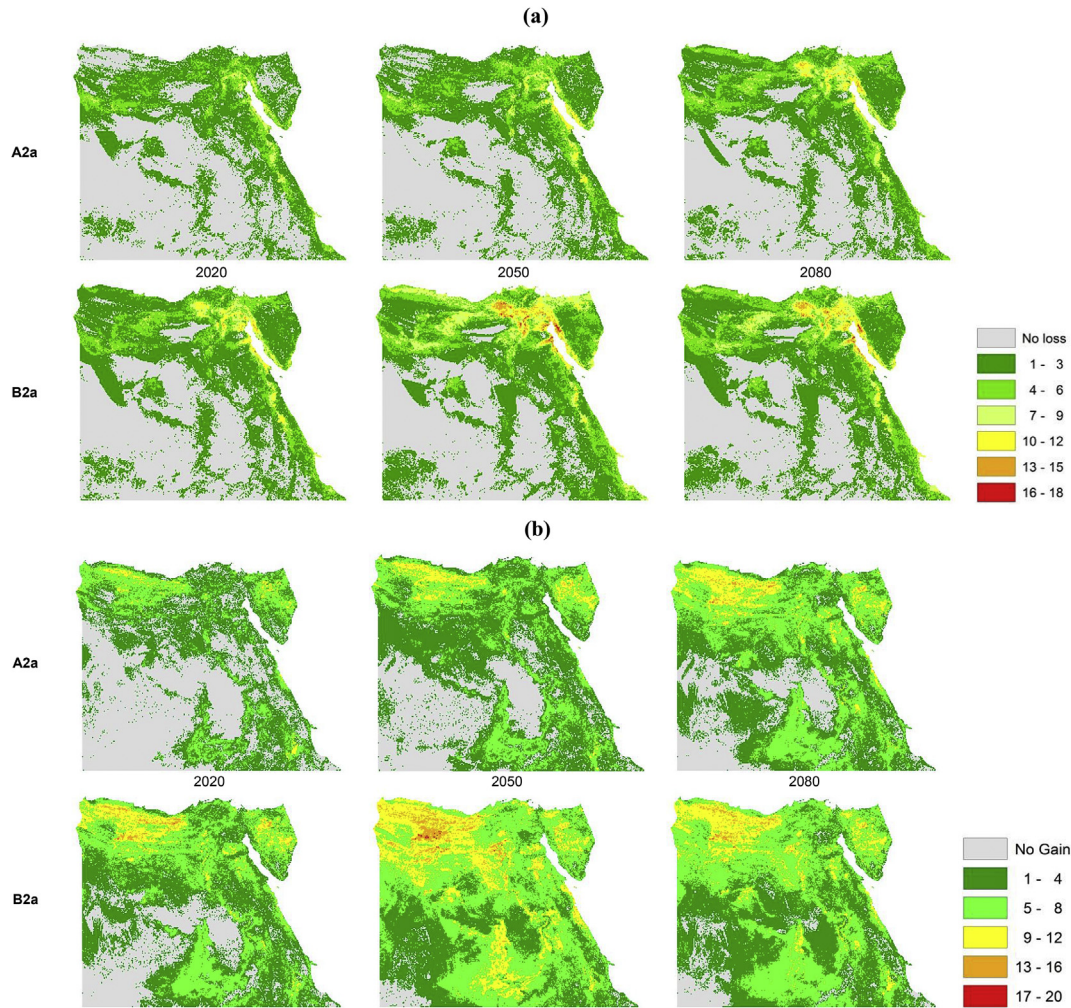 (a)
A2a
2020
2050
2080
B2a
No loss
1 - 3
4 - 6
7 - 9
10 - 12
13 - 15
16 - 18
(b)
A2a
2020
2050
2080
B2a
No Gain
1 - 4
5 - 8
9 - 12
13 - 16
17 - 20